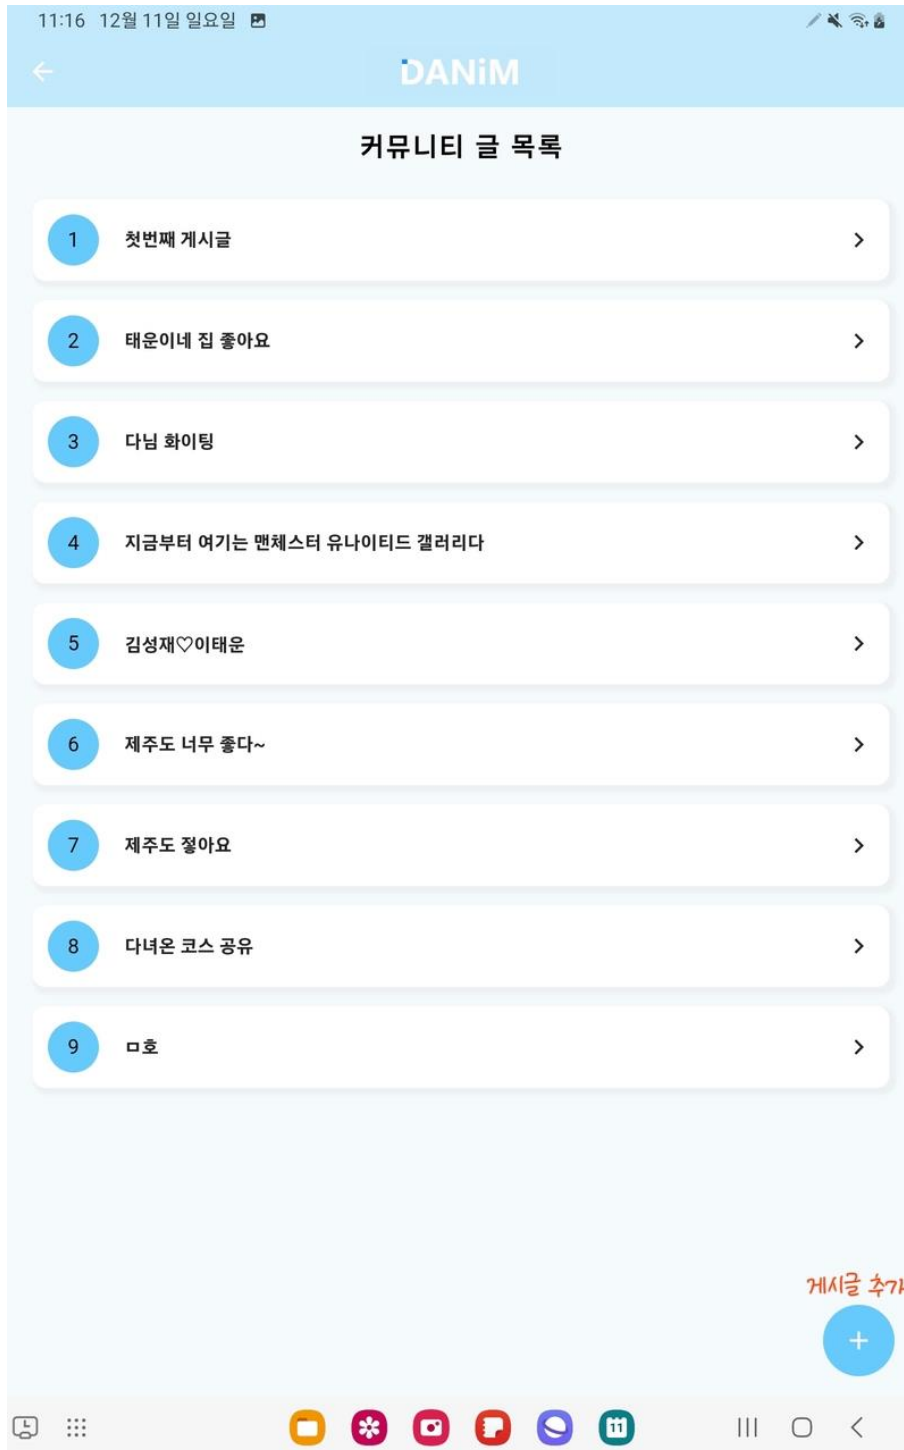 11:16 12월 11일 일요일
DANiM
커뮤니티 글 목록
1 첫번째 게시글
2 태운이네 집 좋아요
3 다님 화이팅
4 지금부터 여기는 맨체스터 유나이티드 갤러리다
5 김성재♡이태운
6 제주도 너무 좋다~
7 제주도 젛아요
8 다녀온 코스 공유
9 ㅁ호
게시글 추가
+
11